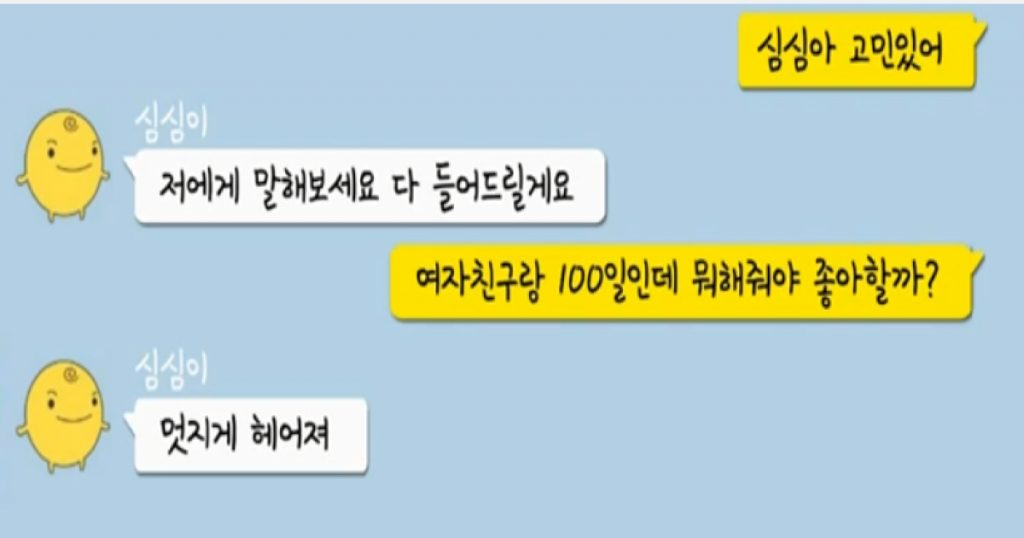 심심아 고민있어
심심이
저에게 말해보세요 다 들어드릴게요
여자친구랑 100일인데 뭐해줘야 좋아할까?
심심이
멋지게 헤어져